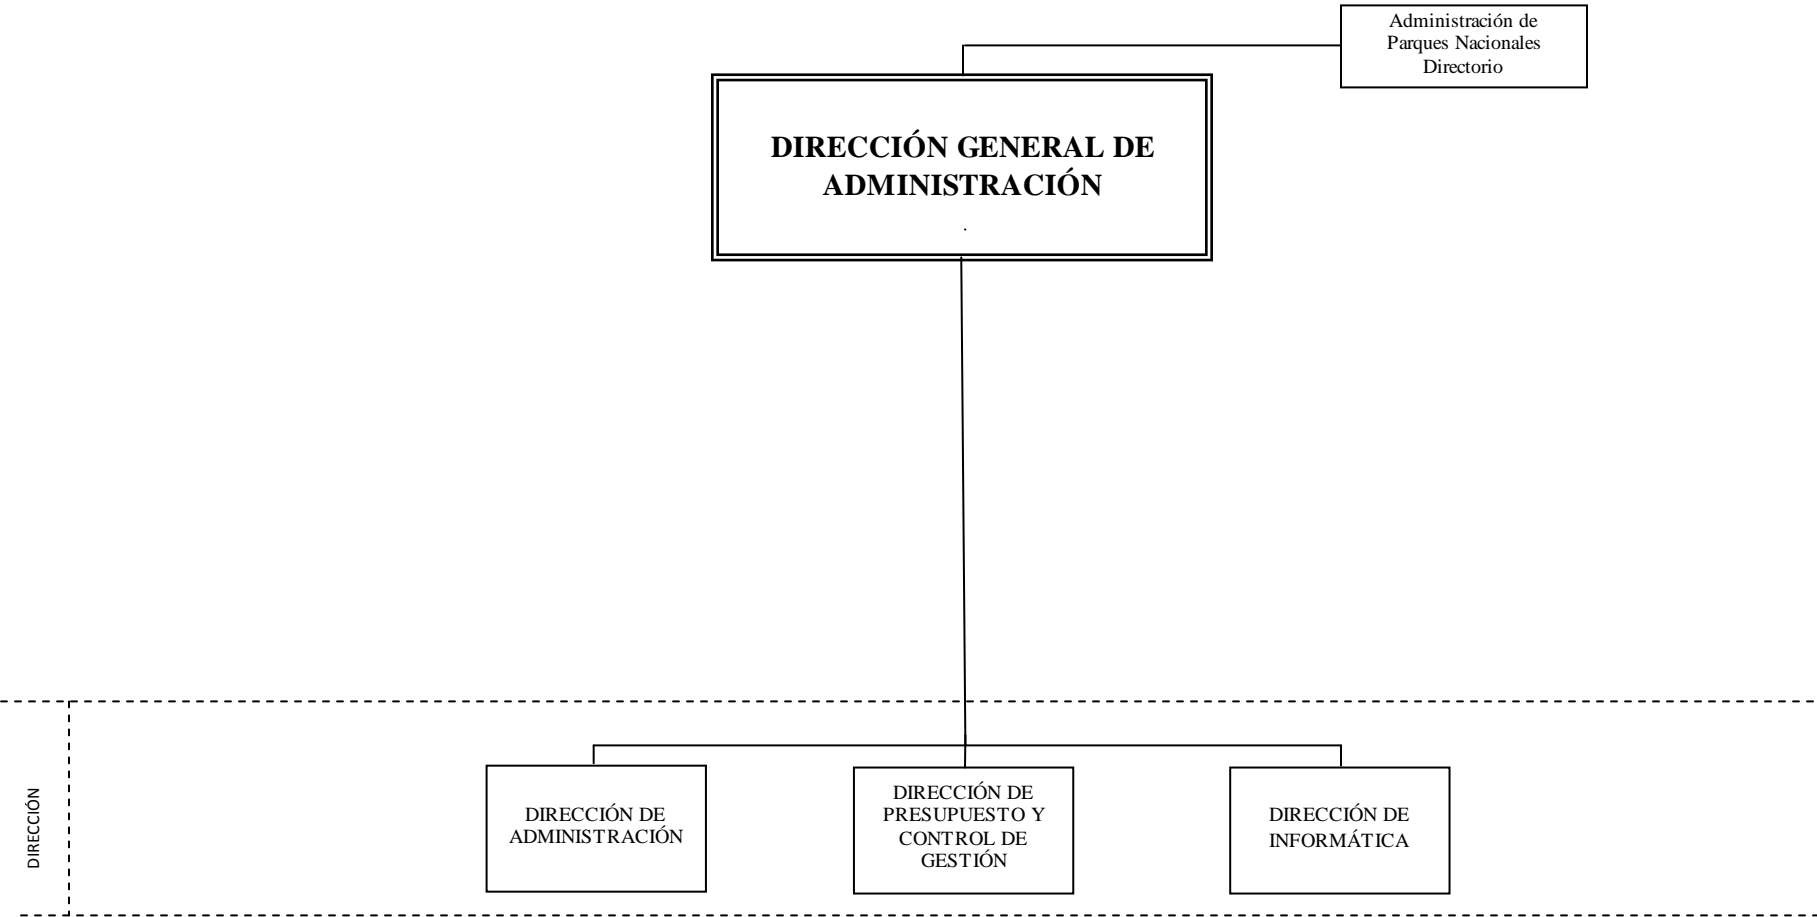 Administración de
Parques Nacionales
Directorio
DIRECCIÓN GENERAL DE
ADMINISTRACIÓN
.
DIRECCIÓN
DIRECCIÓN DE
ADMINISTRACIÓN
DIRECCIÓN DE
PRESUPUESTO Y
CONTROL DE
GESTIÓN
DIRECCIÓN DE
INFORMÁTICA